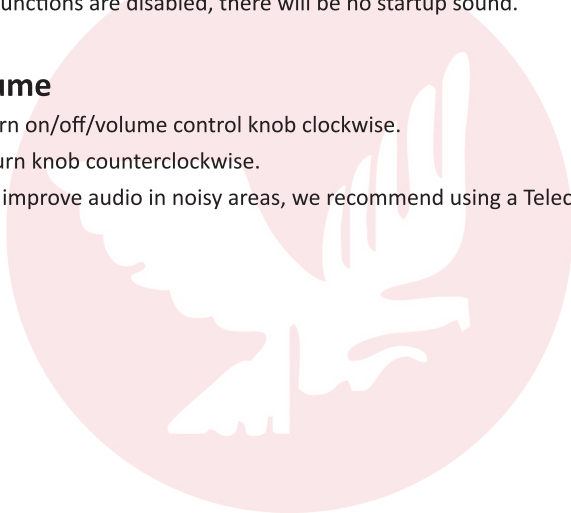 unctions are disabled, there will be no startup sound.
ume
rn on/off/volume control knob clockwise.
urn knob counterclockwise.
improve audio in noisy areas, we recommend using a Telec